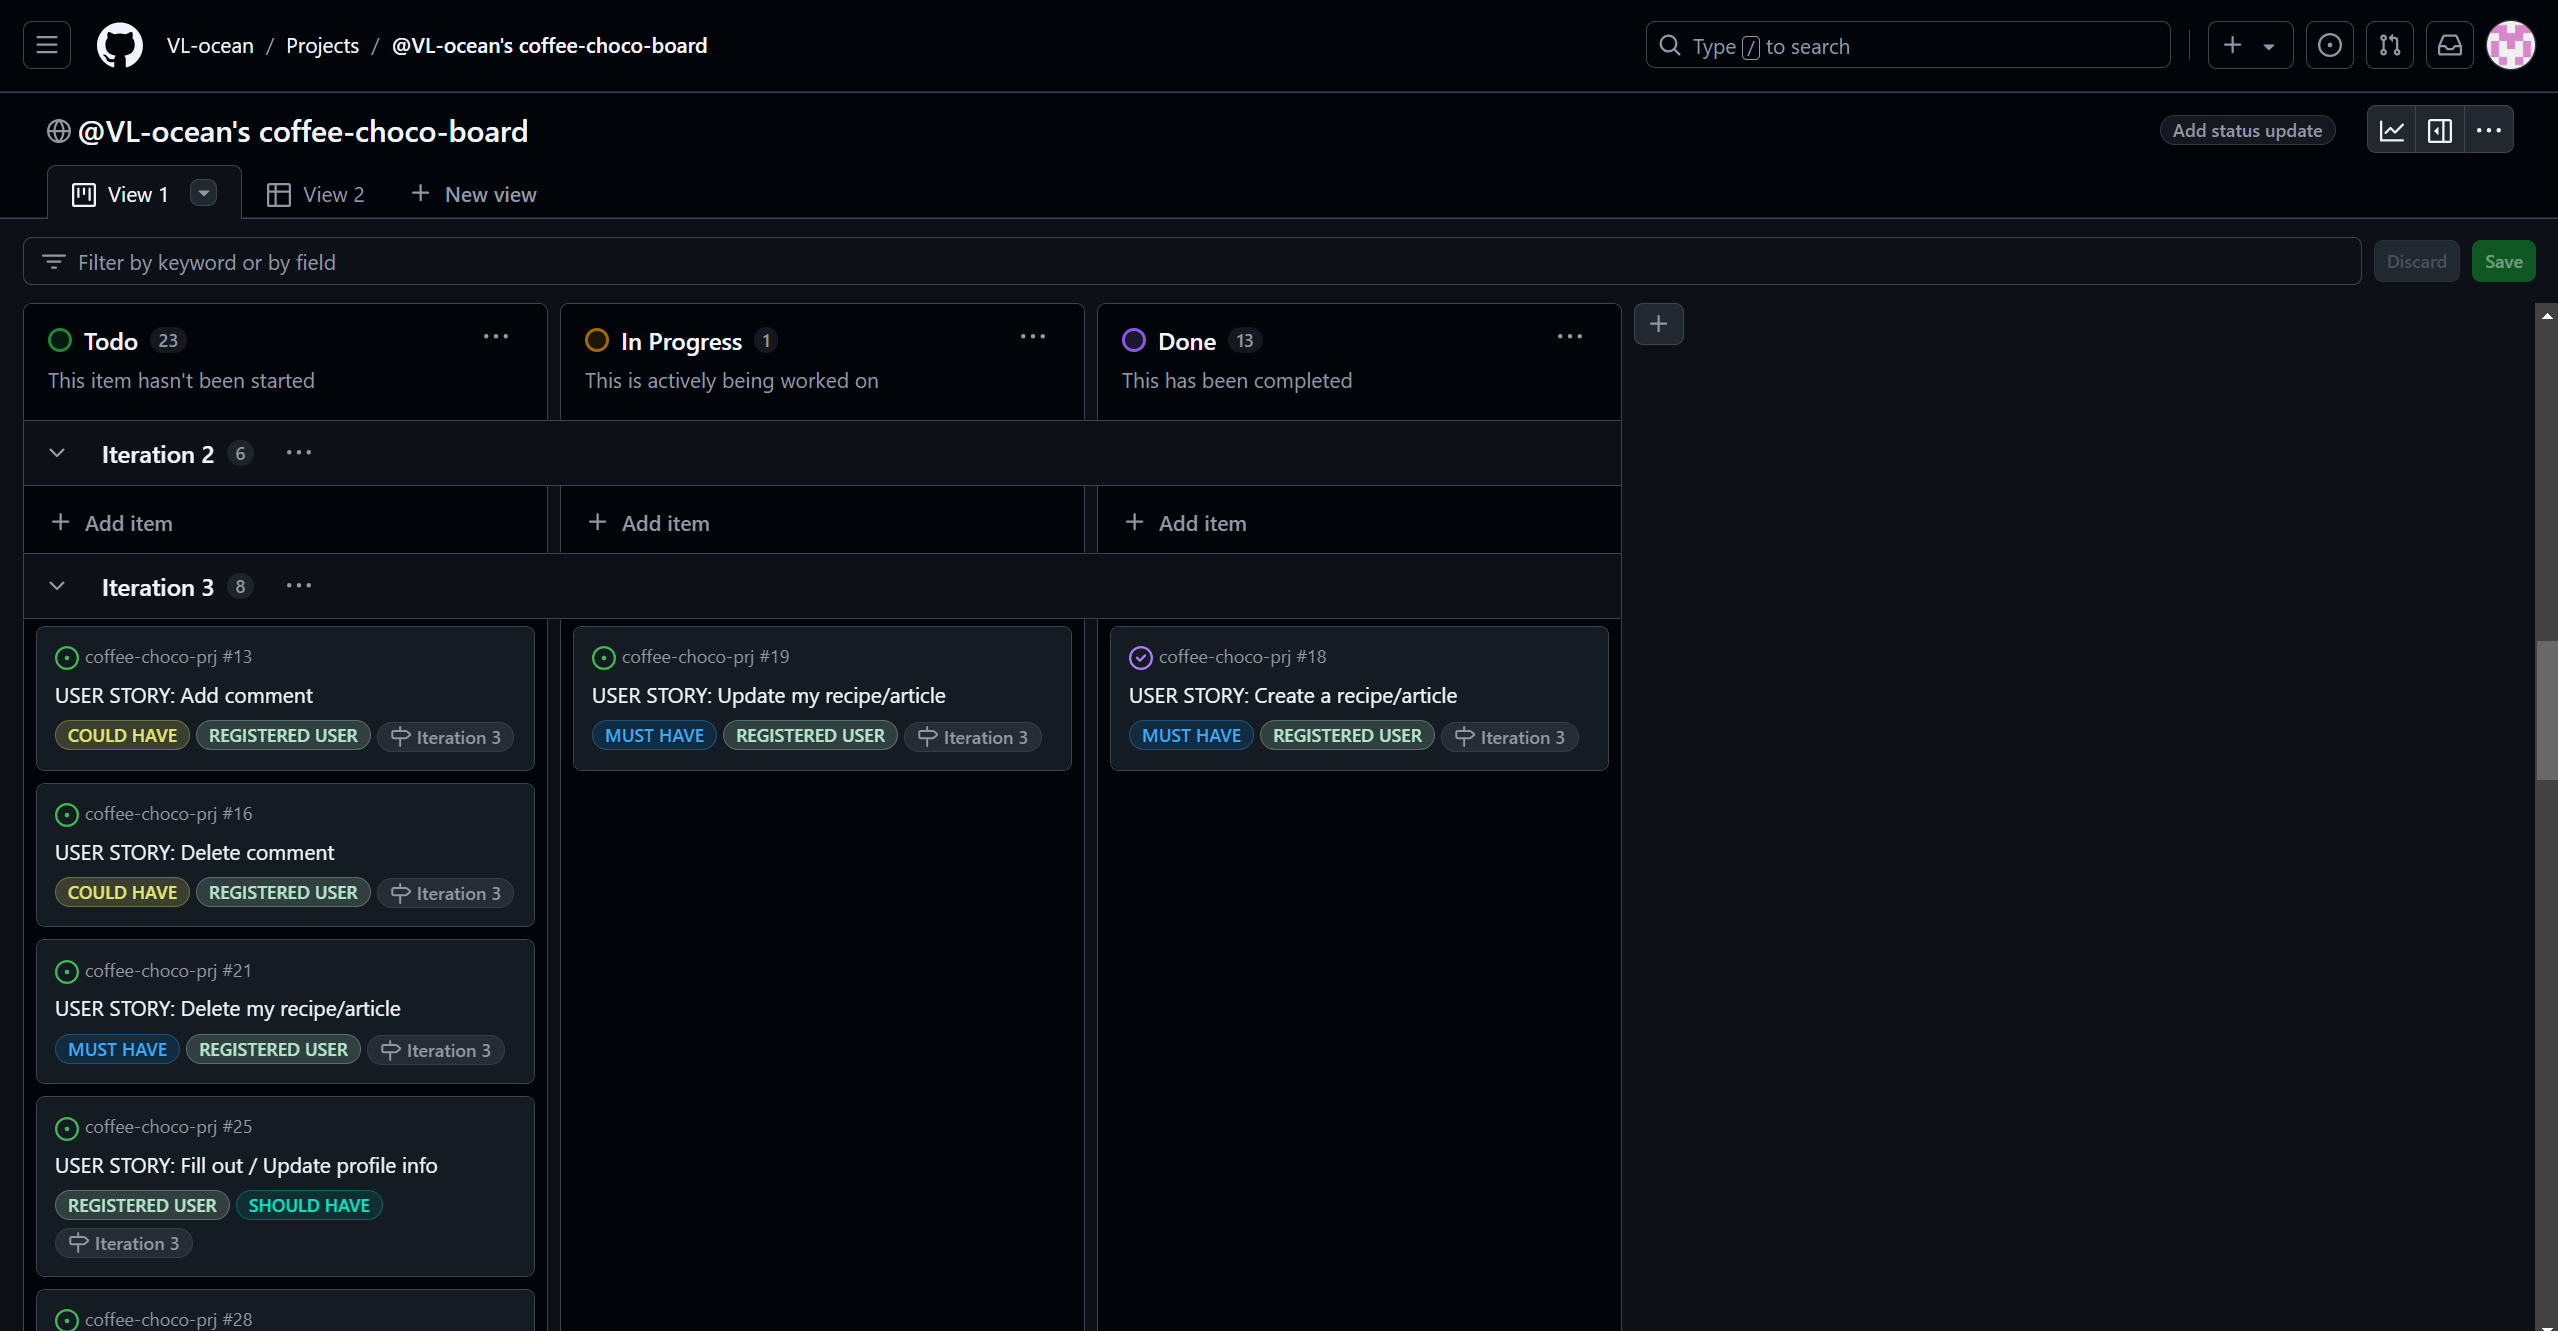 VL-ocean / Projects / @VL-ocean's coffee-choco-board
Type / to search
@VL-ocean's coffee-choco-board
Add status update
View 1
View 2
New view
Filter by keyword or by field
Discard
Save
Todo 23
This item hasn't been started
In Progress 1
This is actively being worked on
Done 13
This has been completed
Iteration 2 6
Add item
Add item
Add item
Iteration 3 8
coffee-choco-prj #13
USER STORY: Add comment
COULD HAVE REGISTERED USER Iteration 3
coffee-choco-prj #16
USER STORY: Delete comment
COULD HAVE REGISTERED USER Iteration 3
coffee-choco-prj #21
USER STORY: Delete my recipe/article
MUST HAVE REGISTERED USER Iteration 3
coffee-choco-prj #25
USER STORY: Fill out / Update profile info
REGISTERED USER SHOULD HAVE
Iteration 3
coffee-choco-prj #28
coffee-choco-prj #19
USER STORY: Update my recipe/article
MUST HAVE REGISTERED USER Iteration 3
coffee-choco-prj #18
USER STORY: Create a recipe/article
MUST HAVE REGISTERED USER Iteration 3